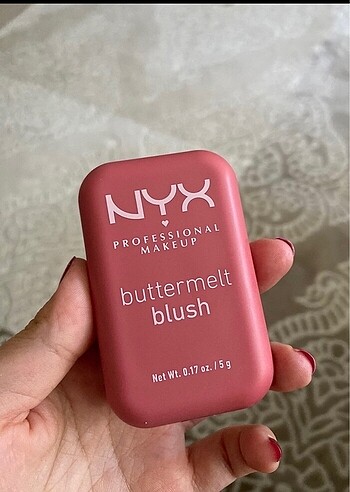 NYX
PROFESSIONAL
MAKEUP
buttermelt
blush
Net Wt. 0.17 oz. / 5 g